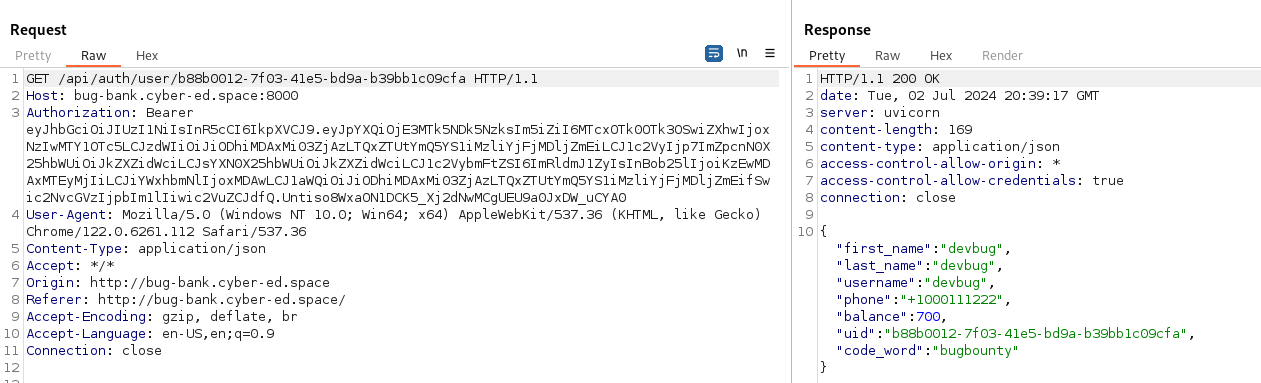 Request
Pretty Raw Hex
\n
1 GET /api/auth/user/b88b0012-7f03-41e5-bd9a-b39bb1c09cfa HTTP/1.1
2 Host: bug-bank.cyber-ed.space:8000
3 Authorization: Bearer
eyJhbGciOiJIUzI1NiIsInR5cCI6IkpXVCJ9.eyJpYXQiOjE3MTk5NDk5NzksIm5iZiI6MTcxOTk0OTk3OSwiZXhwIjox
NzIwMTY1OTc5LCJzdWIiOiJiODhiMDAxMi03ZjAzLTQxZTUtYmQ5YS1iMzliYjFjMDljZmEiLCJ1c2VyIjp7ImZpcnN0X
25hbWUiOiJkZXZidWciLCJsYXN0X25hbWUiOiJkZXZidWciLCJ1c2VybmFtZSI6ImRldmJ1ZyIsInBob25lIjoiKzEwMD
AxMTEyMjIiLCJiYWxhbmNlIjoxMDAwLCJ1aWQiOiJiODhiMDAxMi03ZjAzLTQxZTUtYmQ5YS1iMzliYjFjMDljZmEifSw
ic2NvcGVzIjpbIm1lIiwic2VuZCJdfQ.Untiso8WxaON1DCK5_Xj2dNwMCgUEU9a0JxDW_uCYA0
4 User-Agent: Mozilla/5.0 (Windows NT 10.0; Win64; x64) AppleWebKit/537.36 (KHTML, like Gecko)
Chrome/122.0.6261.112 Safari/537.36
5 Content-Type: application/json
6 Accept: */*
7 Origin: http://bug-bank.cyber-ed.space
8 Referer: http://bug-bank.cyber-ed.space/
9 Accept-Encoding: gzip, deflate, br
10 Accept-Language: en-US,en;q=0.9
11 Connection: close
12
Response
Pretty Raw Hex Render
1 HTTP/1.1 200 OK
2 date: Tue, 02 Jul 2024 20:39:17 GMT
3 server: uvicorn
4 content-length: 169
5 content-type: application/json
6 access-control-allow-origin: *
7 access-control-allow-credentials: true
8 connection: close
9
10 {
"first_name":"devbug",
"last_name":"devbug",
"username":"devbug",
"phone":"+1000111222",
"balance":700,
"uid":"b88b0012-7f03-41e5-bd9a-b39bb1c09cfa",
"code_word":"bugbounty"
}